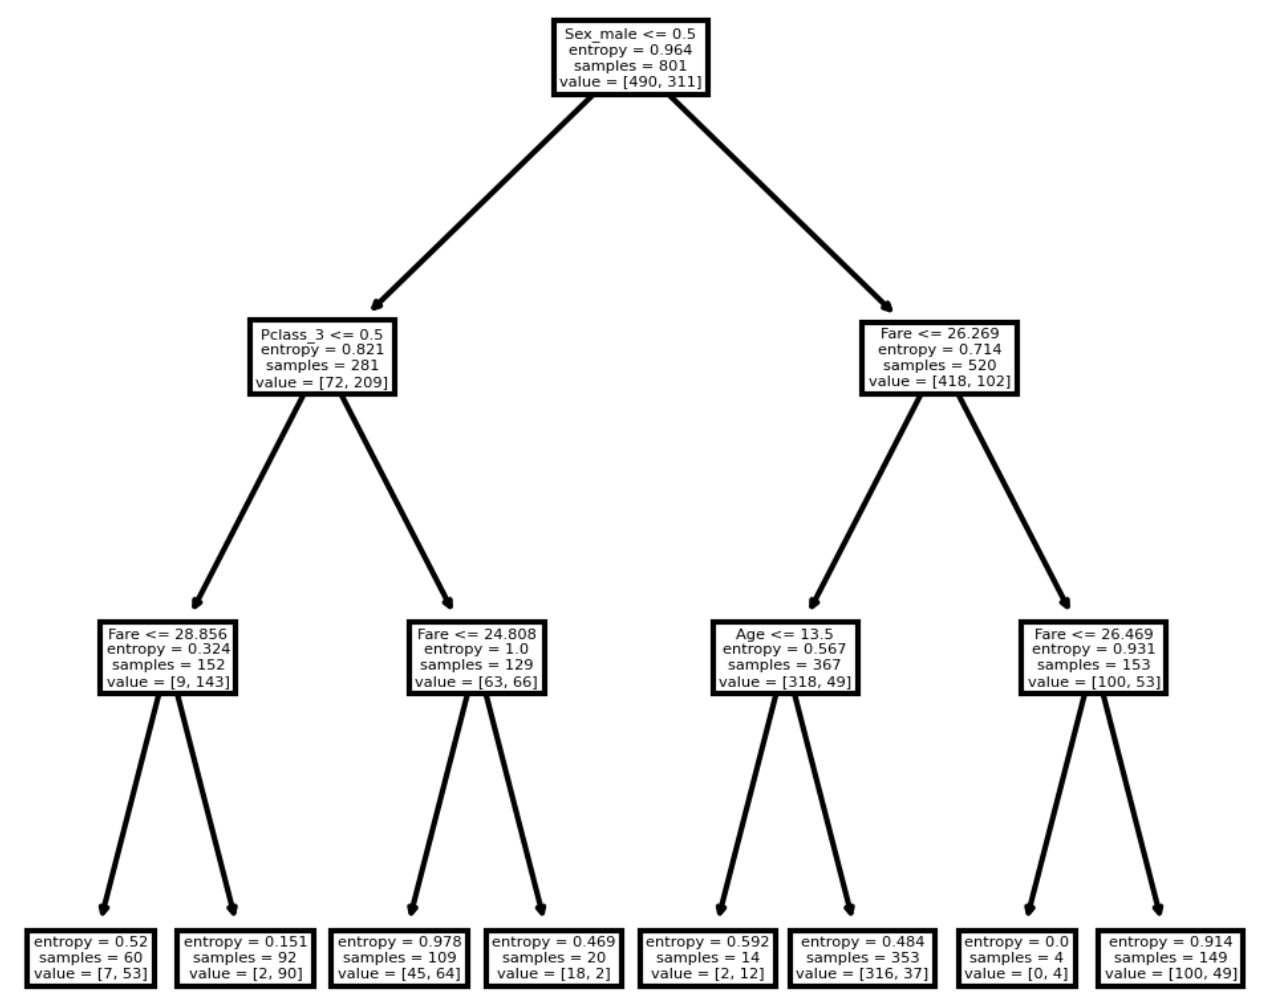 Sex_male <= 0.5
entropy = 0.964
samples = 801
value = [490, 311]
Pclass_3 <= 0.5
entropy = 0.821
samples = 281
value = [72, 209]
Fare <= 26.269
entropy = 0.714
samples = 520
value = [418, 102]
Fare <= 28.856
entropy = 0.324
samples = 152
value = [9, 143]
Fare <= 24.808
entropy = 1.0
samples = 129
value = [63, 66]
Age <= 13.5
entropy = 0.567
samples = 367
value = [318, 49]
Fare <= 26.469
entropy = 0.931
samples = 153
value = [100, 53]
entropy = 0.52
samples = 60
value = [7, 53]
entropy = 0.151
samples = 92
value = [2, 90]
entropy = 0.978
samples = 109
value = [45, 64]
entropy = 0.469
samples = 20
value = [18, 2]
entropy = 0.592
samples = 14
value = [2, 12]
entropy = 0.484
samples = 353
value = [316, 37]
entropy = 0.0
samples = 4
value = [0, 4]
entropy = 0.914
samples = 149
value = [100, 49]